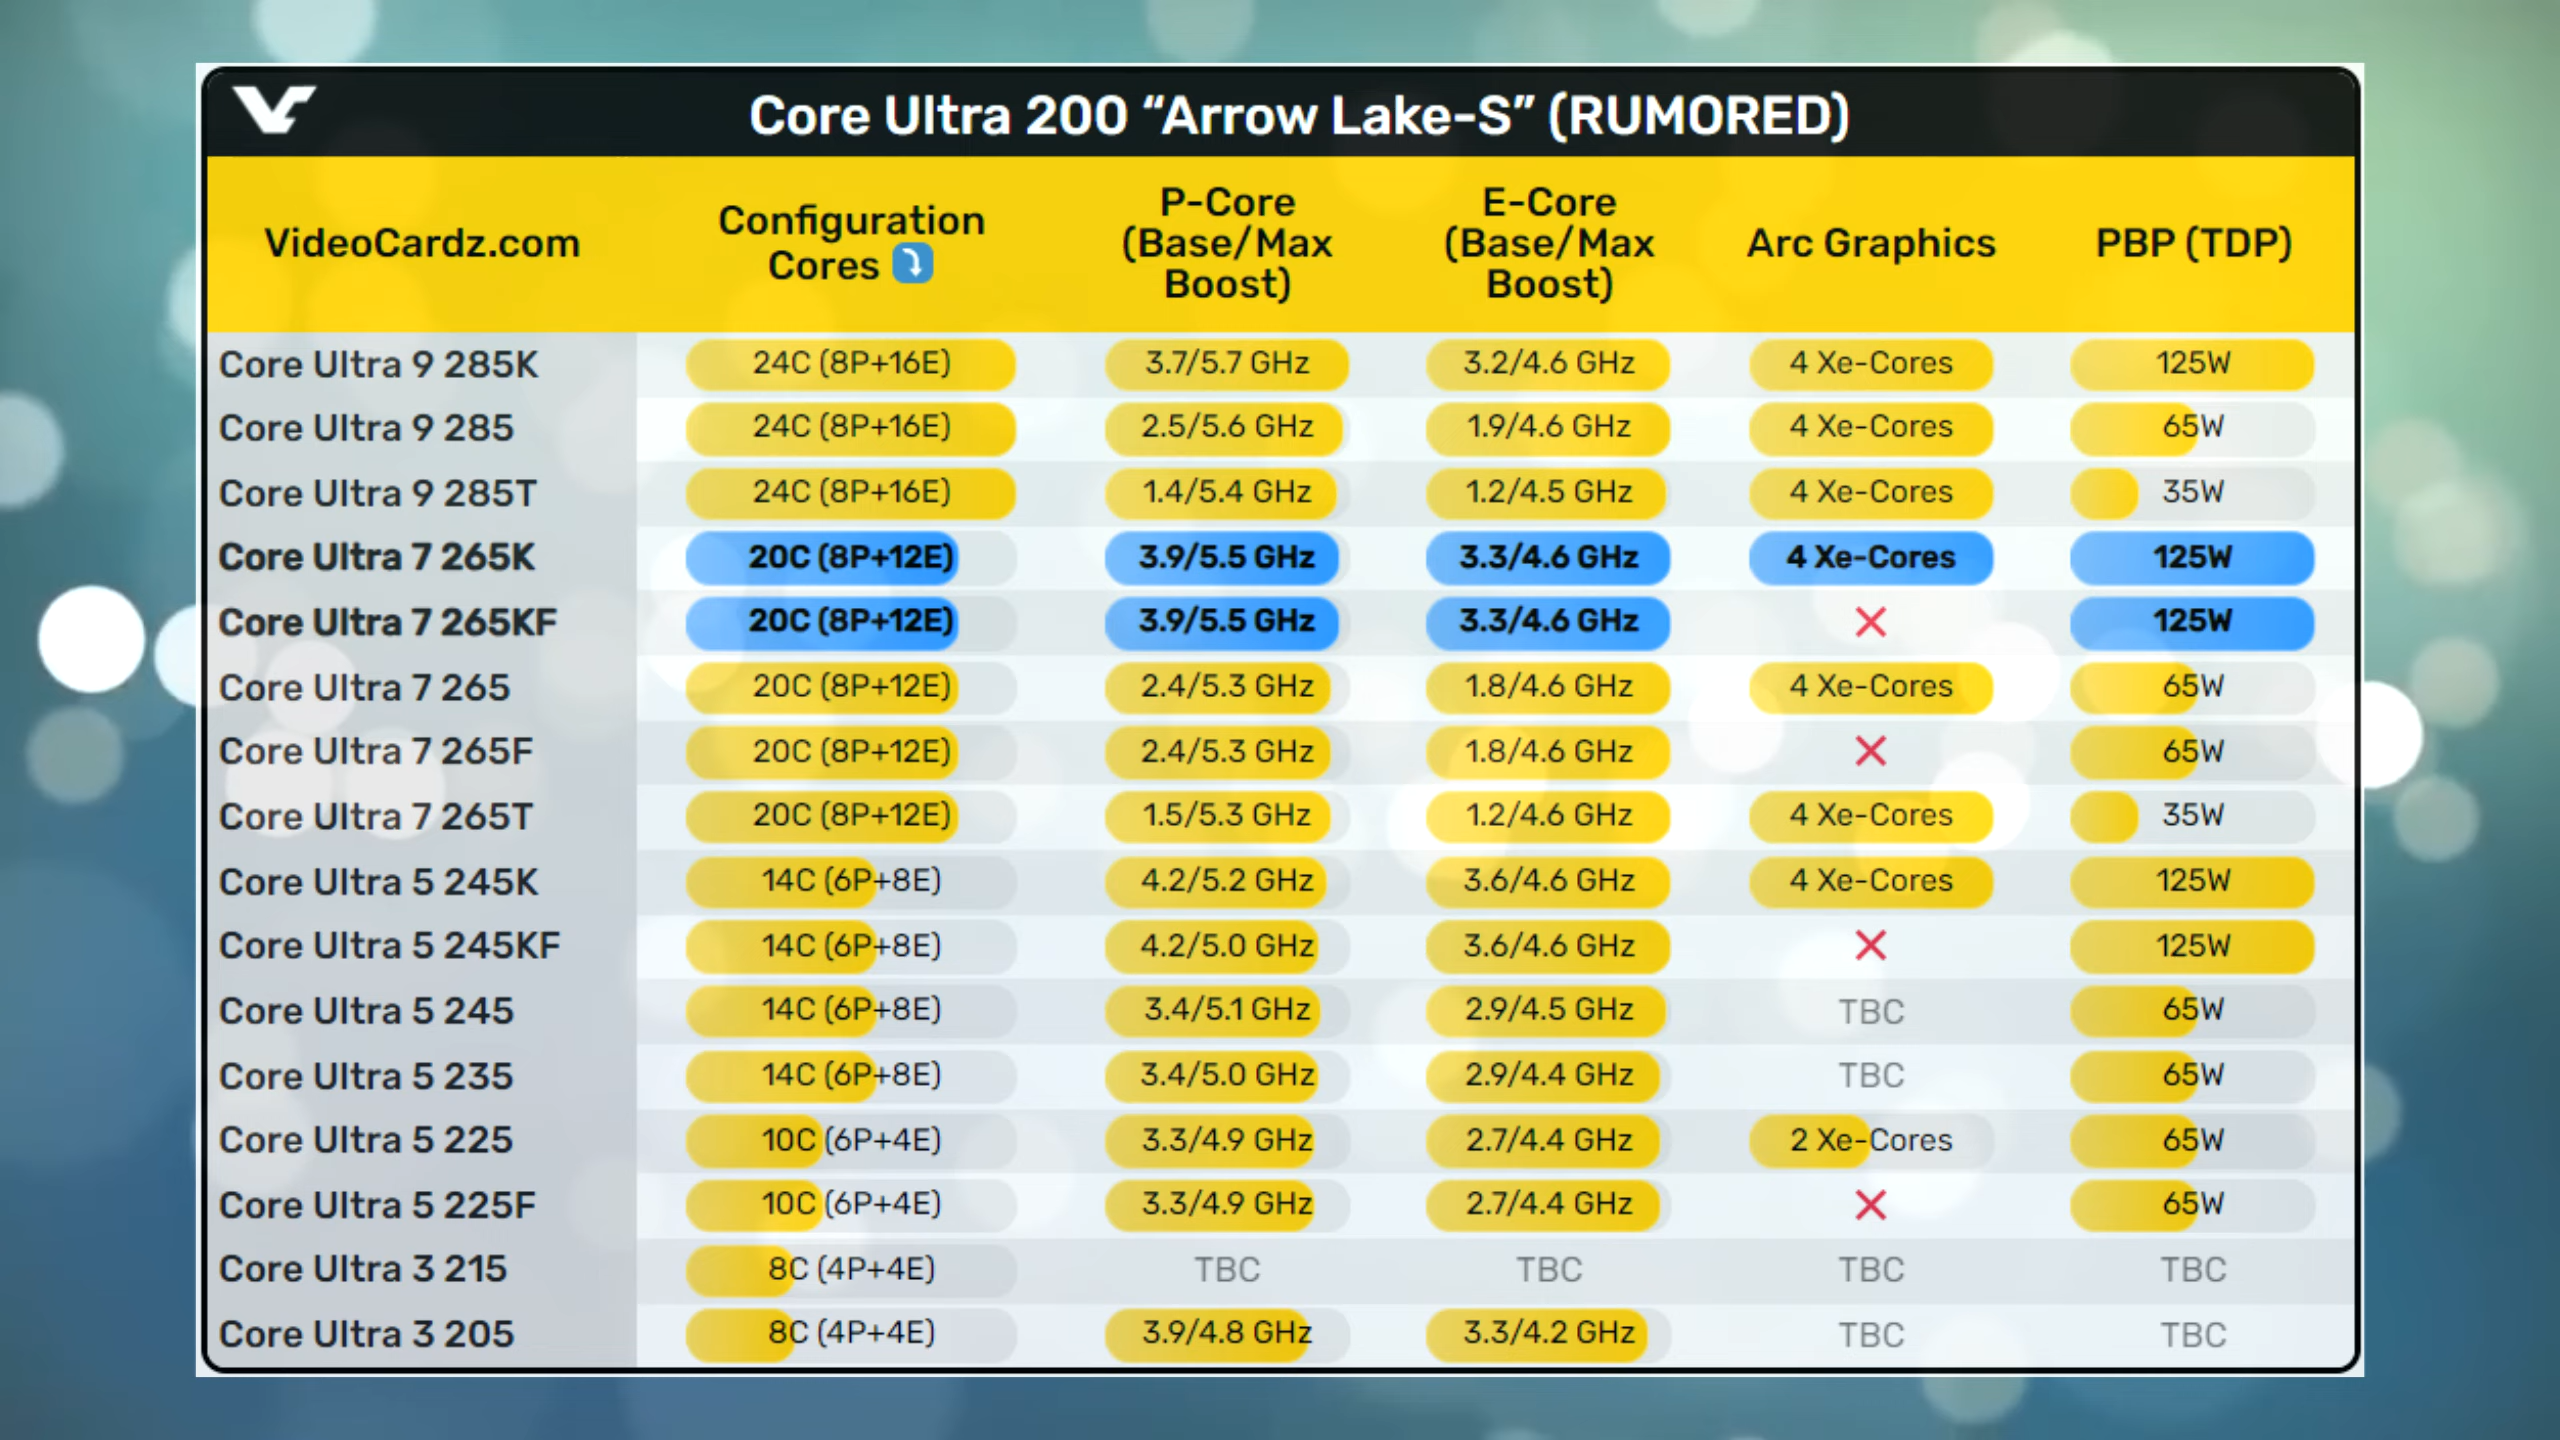 Core Ultra 200 “Arrow Lake-S” (RUMORED)
VideoCardz.com
Configuration
Cores
P-Core
(Base/Max
Boost)
E-Core
(Base/Max
Boost)
Arc Graphics
PBP (TDP)
Core Ultra 9 285K 24C (8P+16E) 3.7/5.7 GHz 3.2/4.6 GHz 4 Xe-Cores 125W
Core Ultra 9 285 24C (8P+16E) 2.5/5.6 GHz 1.9/4.6 GHz 4 Xe-Cores 65W
Core Ultra 9 285T 24C (8P+16E) 1.4/5.4 GHz 1.2/4.5 GHz 4 Xe-Cores 35W
Core Ultra 7 265K 20C (8P+12E) 3.9/5.5 GHz 3.3/4.6 GHz 4 Xe-Cores 125W
Core Ultra 7 265KF 20C (8P+12E) 3.9/5.5 GHz 3.3/4.6 GHz ❌ 125W
Core Ultra 7 265 20C (8P+12E) 2.4/5.3 GHz 1.8/4.6 GHz 4 Xe-Cores 65W
Core Ultra 7 265F 20C (8P+12E) 2.4/5.3 GHz 1.8/4.6 GHz ❌ 65W
Core Ultra 7 265T 20C (8P+12E) 1.5/5.3 GHz 1.2/4.6 GHz 4 Xe-Cores 35W
Core Ultra 5 245K 14C (6P+8E) 4.2/5.2 GHz 3.6/4.6 GHz 4 Xe-Cores 125W
Core Ultra 5 245KF 14C (6P+8E) 4.2/5.0 GHz 3.6/4.6 GHz ❌ 125W
Core Ultra 5 245 14C (6P+8E) 3.4/5.1 GHz 2.9/4.5 GHz TBC 65W
Core Ultra 5 235 14C (6P+8E) 3.4/5.0 GHz 2.9/4.4 GHz TBC 65W
Core Ultra 5 225 10C (6P+4E) 3.3/4.9 GHz 2.7/4.4 GHz 2 Xe-Cores 65W
Core Ultra 5 225F 10C (6P+4E) 3.3/4.9 GHz 2.7/4.4 GHz ❌ 65W
Core Ultra 3 215 8C (4P+4E) TBC TBC TBC TBC
Core Ultra 3 205 8C (4P+4E) 3.9/4.8 GHz 3.3/4.2 GHz TBC TBC